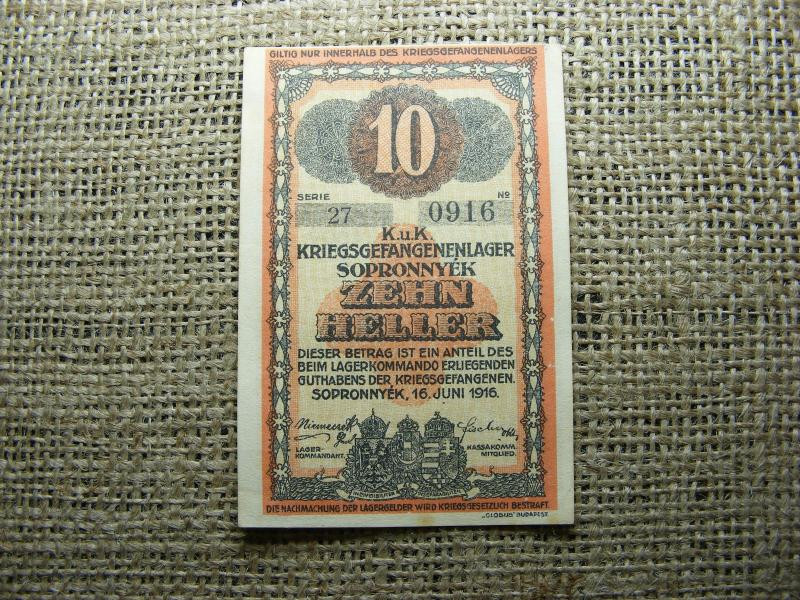 GILTIG NUR INNERHALB DES KRIEGSGEFANGENENLAGERS
10
SERIE No
27 0916
K.u.K.
KRIEGSGEFANGENENLAGER
SOPRONNYÉK
ZEHN
HELLER
DIESER BETRAG IST EIN ANTEIL DES
BEIM LAGERKOMMANDO ERLIEGENDEN
GUTHABENS DER KRIEGSGEFANGENEN.
SOPRONNYÉK, 16. JUNI 1916.
LAGER- KASSAKOMM.
KOMMANDANT. MITGLIED.
DIE NACHMACHUNG DER LAGERGELDER WIRD KRIEGSGESETZLICH BESTRAFT.
„GLOBUS" BUDAPEST